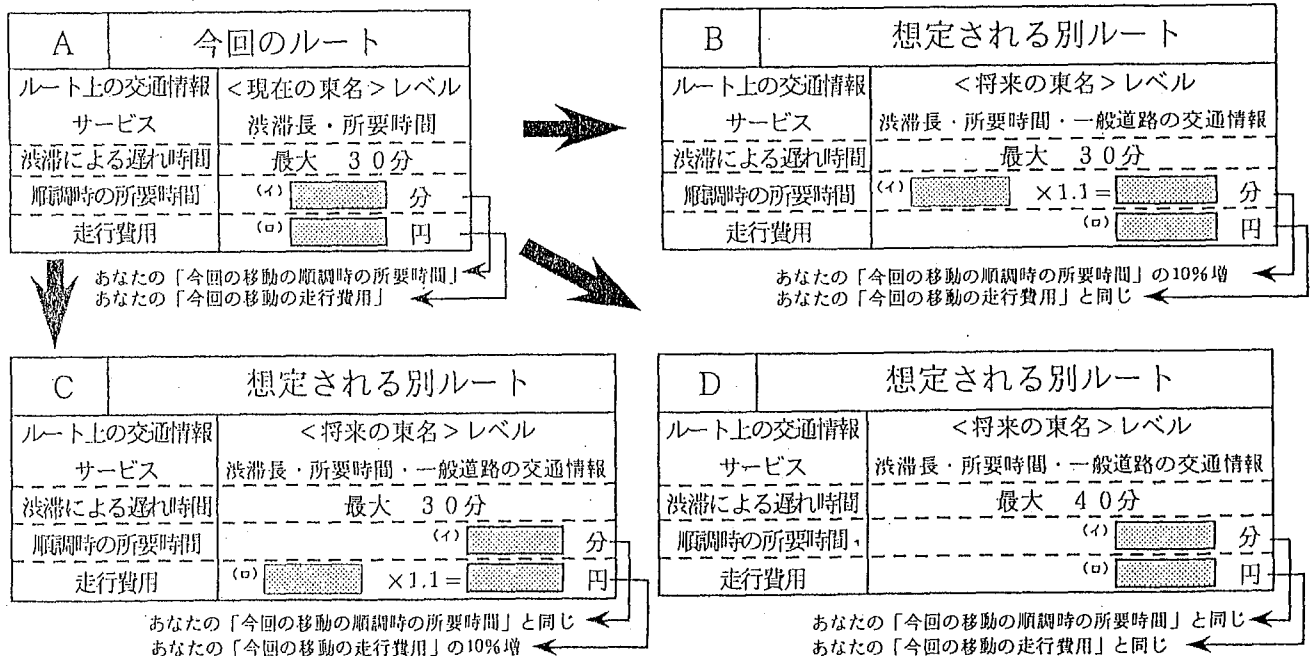 A 今回のルート
ルート上の交通情報 <現在の東名>レベル
サービス 渋滞長・所要時間
渋滞による遅れ時間 最大 30分
順調時の所要時間 (イ) 分
走行費用 (ロ) 円
あなたの「今回の移動の順調時の所要時間」
あなたの「今回の移動の走行費用」
B 想定される別ルート
ルート上の交通情報 <将来の東名>レベル
サービス 渋滞長・所要時間・一般道路の交通情報
渋滞による遅れ時間 最大 30分
順調時の所要時間 (イ) ×1.1= 分
走行費用 (ロ) 円
あなたの「今回の移動の順調時の所要時間」の10%増
あなたの「今回の移動の走行費用」と同じ
C 想定される別ルート
ルート上の交通情報 <将来の東名>レベル
サービス 渋滞長・所要時間・一般道路の交通情報
渋滞による遅れ時間 最大 30分
順調時の所要時間 (イ) 分
走行費用 (ロ) ×1.1= 円
あなたの「今回の移動の順調時の所要時間」と同じ
あなたの「今回の移動の走行費用」の10%増
D 想定される別ルート
ルート上の交通情報 <将来の東名>レベル
サービス 渋滞長・所要時間・一般道路の交通情報
渋滞による遅れ時間 最大 40分
順調時の所要時間 (イ) 分
走行費用 (ロ) 円
あなたの「今回の移動の順調時の所要時間」と同じ
あなたの「今回の移動の走行費用」と同じ